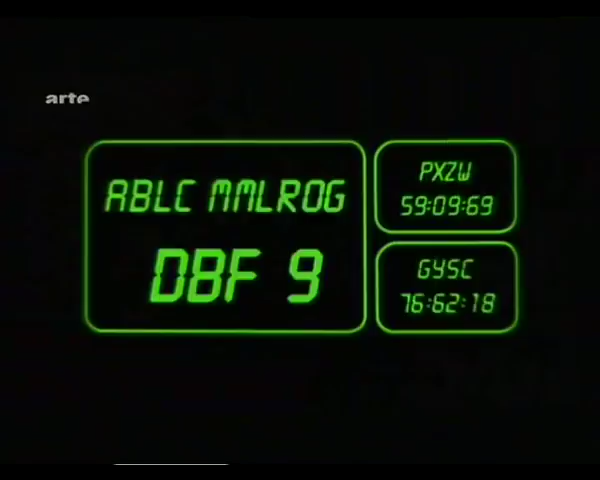 arte
ABLC MMLROG
DBF 9
PXZW
59:09:69
GYSC
76:62:18